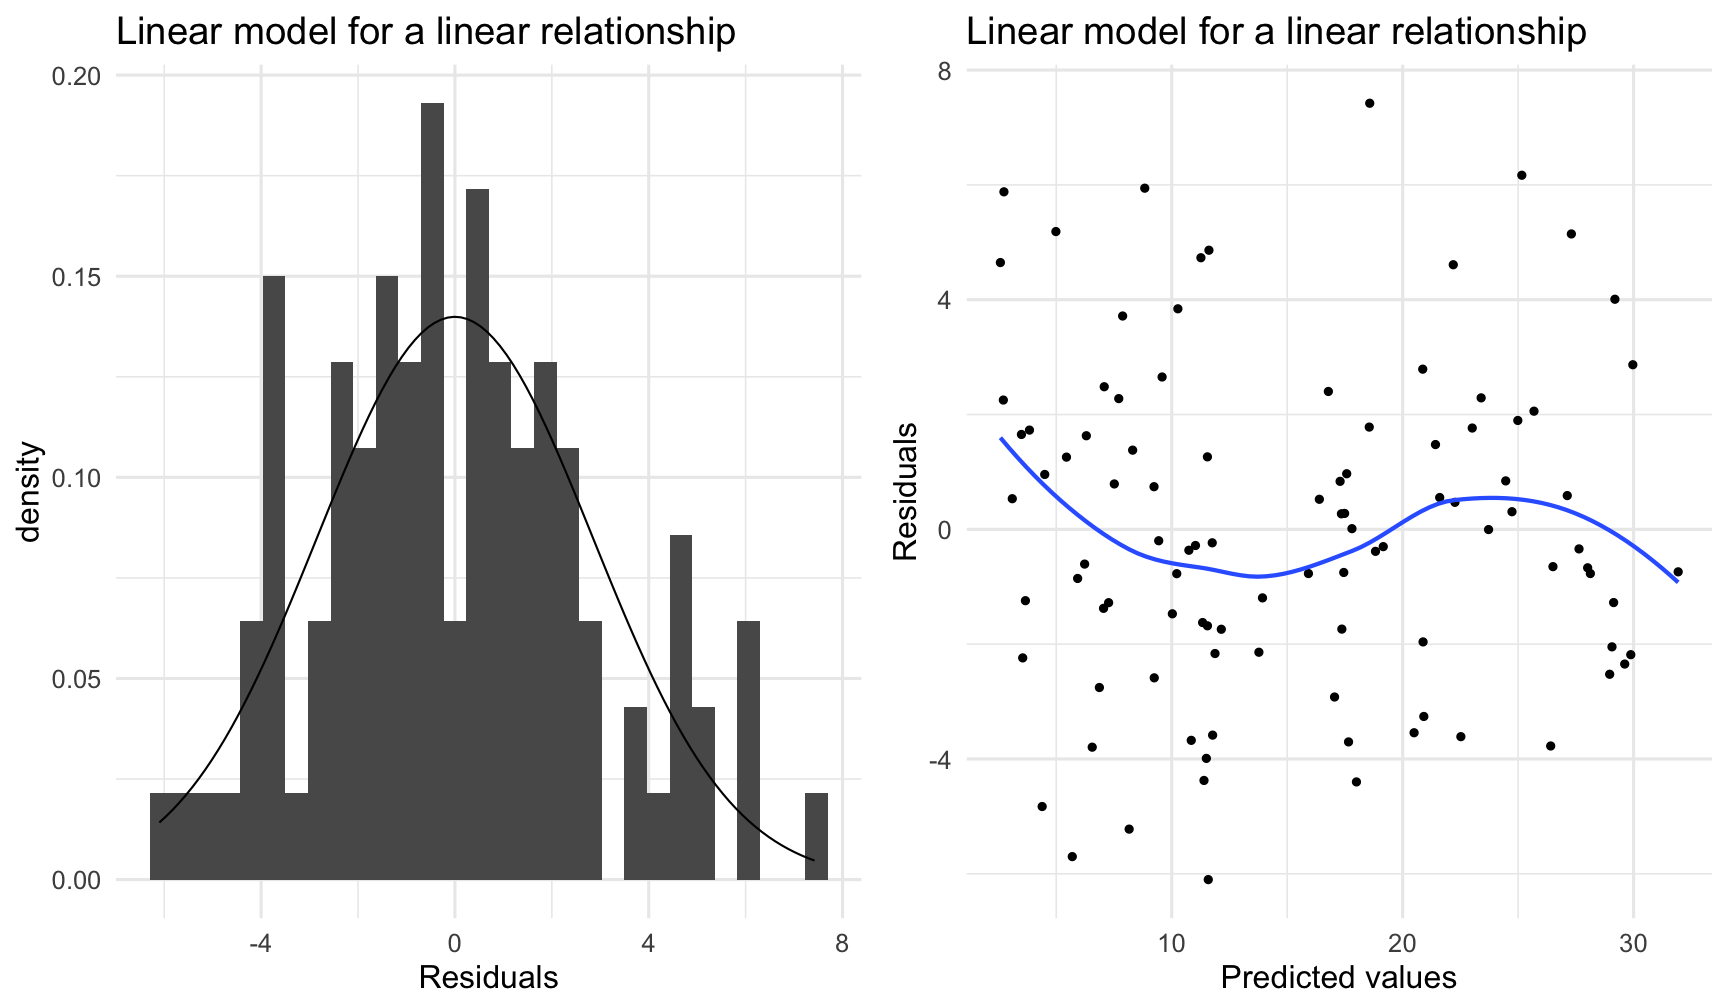 Linear model for a linear relationship
0.20
0.15
0.10
0.05
0.00
density
-4 0 4 8
Residuals
Linear model for a linear relationship
8
4
0
-4
Residuals
10 20 30
Predicted values